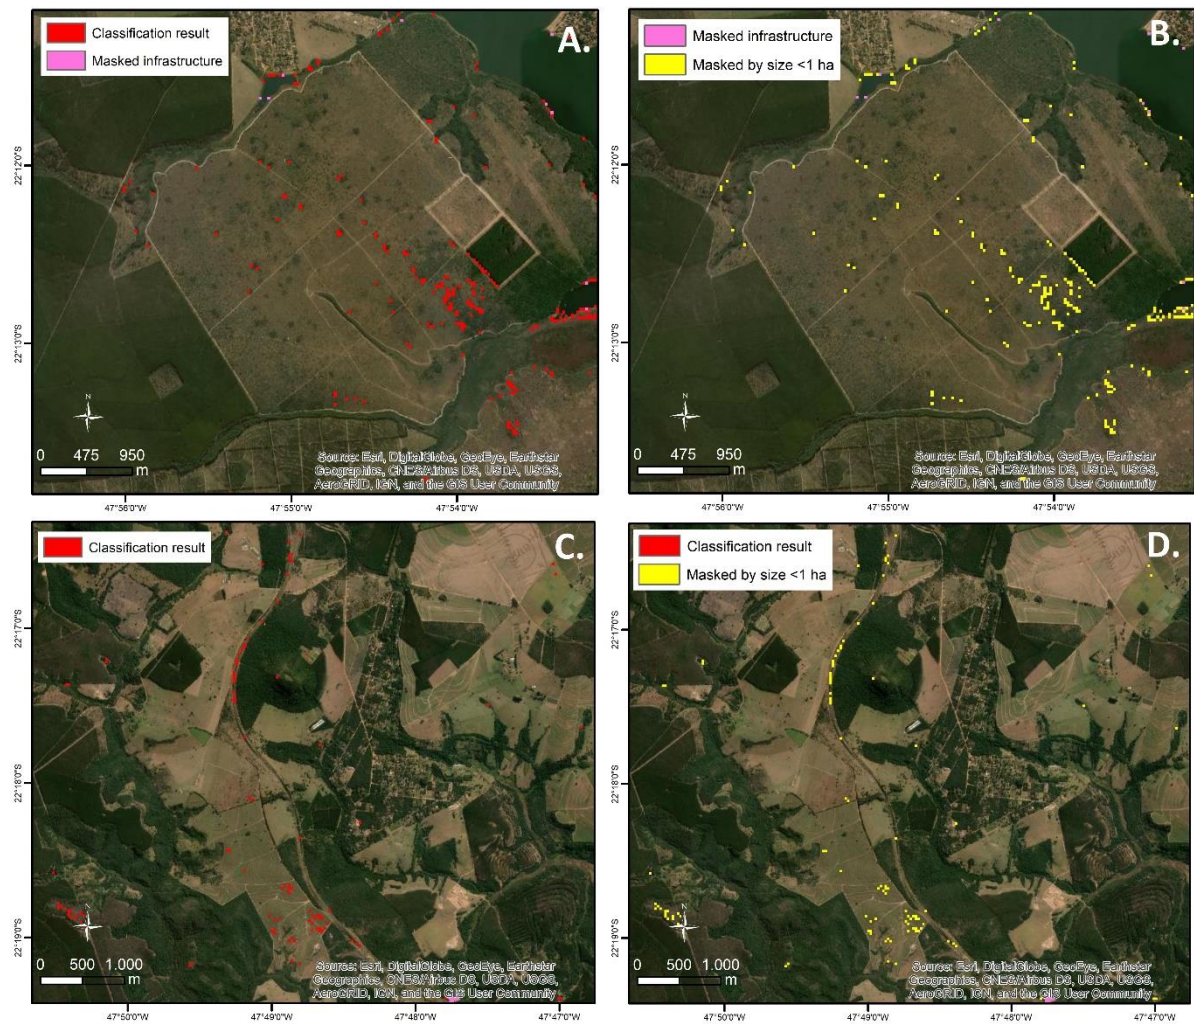 Classification result
Masked infrastructure
A.
22°12'0"S
22°13'0"S
N
0 475 950
m
Source: Esri, DigitalGlobe, GeoEye, Earthstar
Geographics, CNES/Airbus DS, USDA, USGS,
AeroGRID, IGN, and the GIS User Community
47°56'0"W 47°55'0"W 47°54'0"W
Masked infrastructure
Masked by size <1 ha
B.
22°12'0"S
22°13'0"S
N
0 475 950
m
Source: Esri, DigitalGlobe, GeoEye, Earthstar
Geographics, CNES/Airbus DS, USDA, USGS,
AeroGRID, IGN, and the GIS User Community
47°56'0"W 47°55'0"W 47°54'0"W
Classification result
C.
22°17'0"S
22°18'0"S
22°19'0"S
N
0 500 1.000
m
Source: Esri, DigitalGlobe, GeoEye, Earthstar
Geographics, CNES/Airbus DS, USDA, USGS,
AeroGRID, IGN, and the GIS User Community
47°50'0"W 47°49'0"W 47°48'0"W 47°47'0"W
Classification result
Masked by size <1 ha
D.
22°17'0"S
22°18'0"S
22°19'0"S
N
0 500 1.000
m
Source: Esri, DigitalGlobe, GeoEye, Earthstar
Geographics, CNES/Airbus DS, USDA, USGS,
AeroGRID, IGN, and the GIS User Community
47°50'0"W 47°49'0"W 47°48'0"W 47°47'0"W